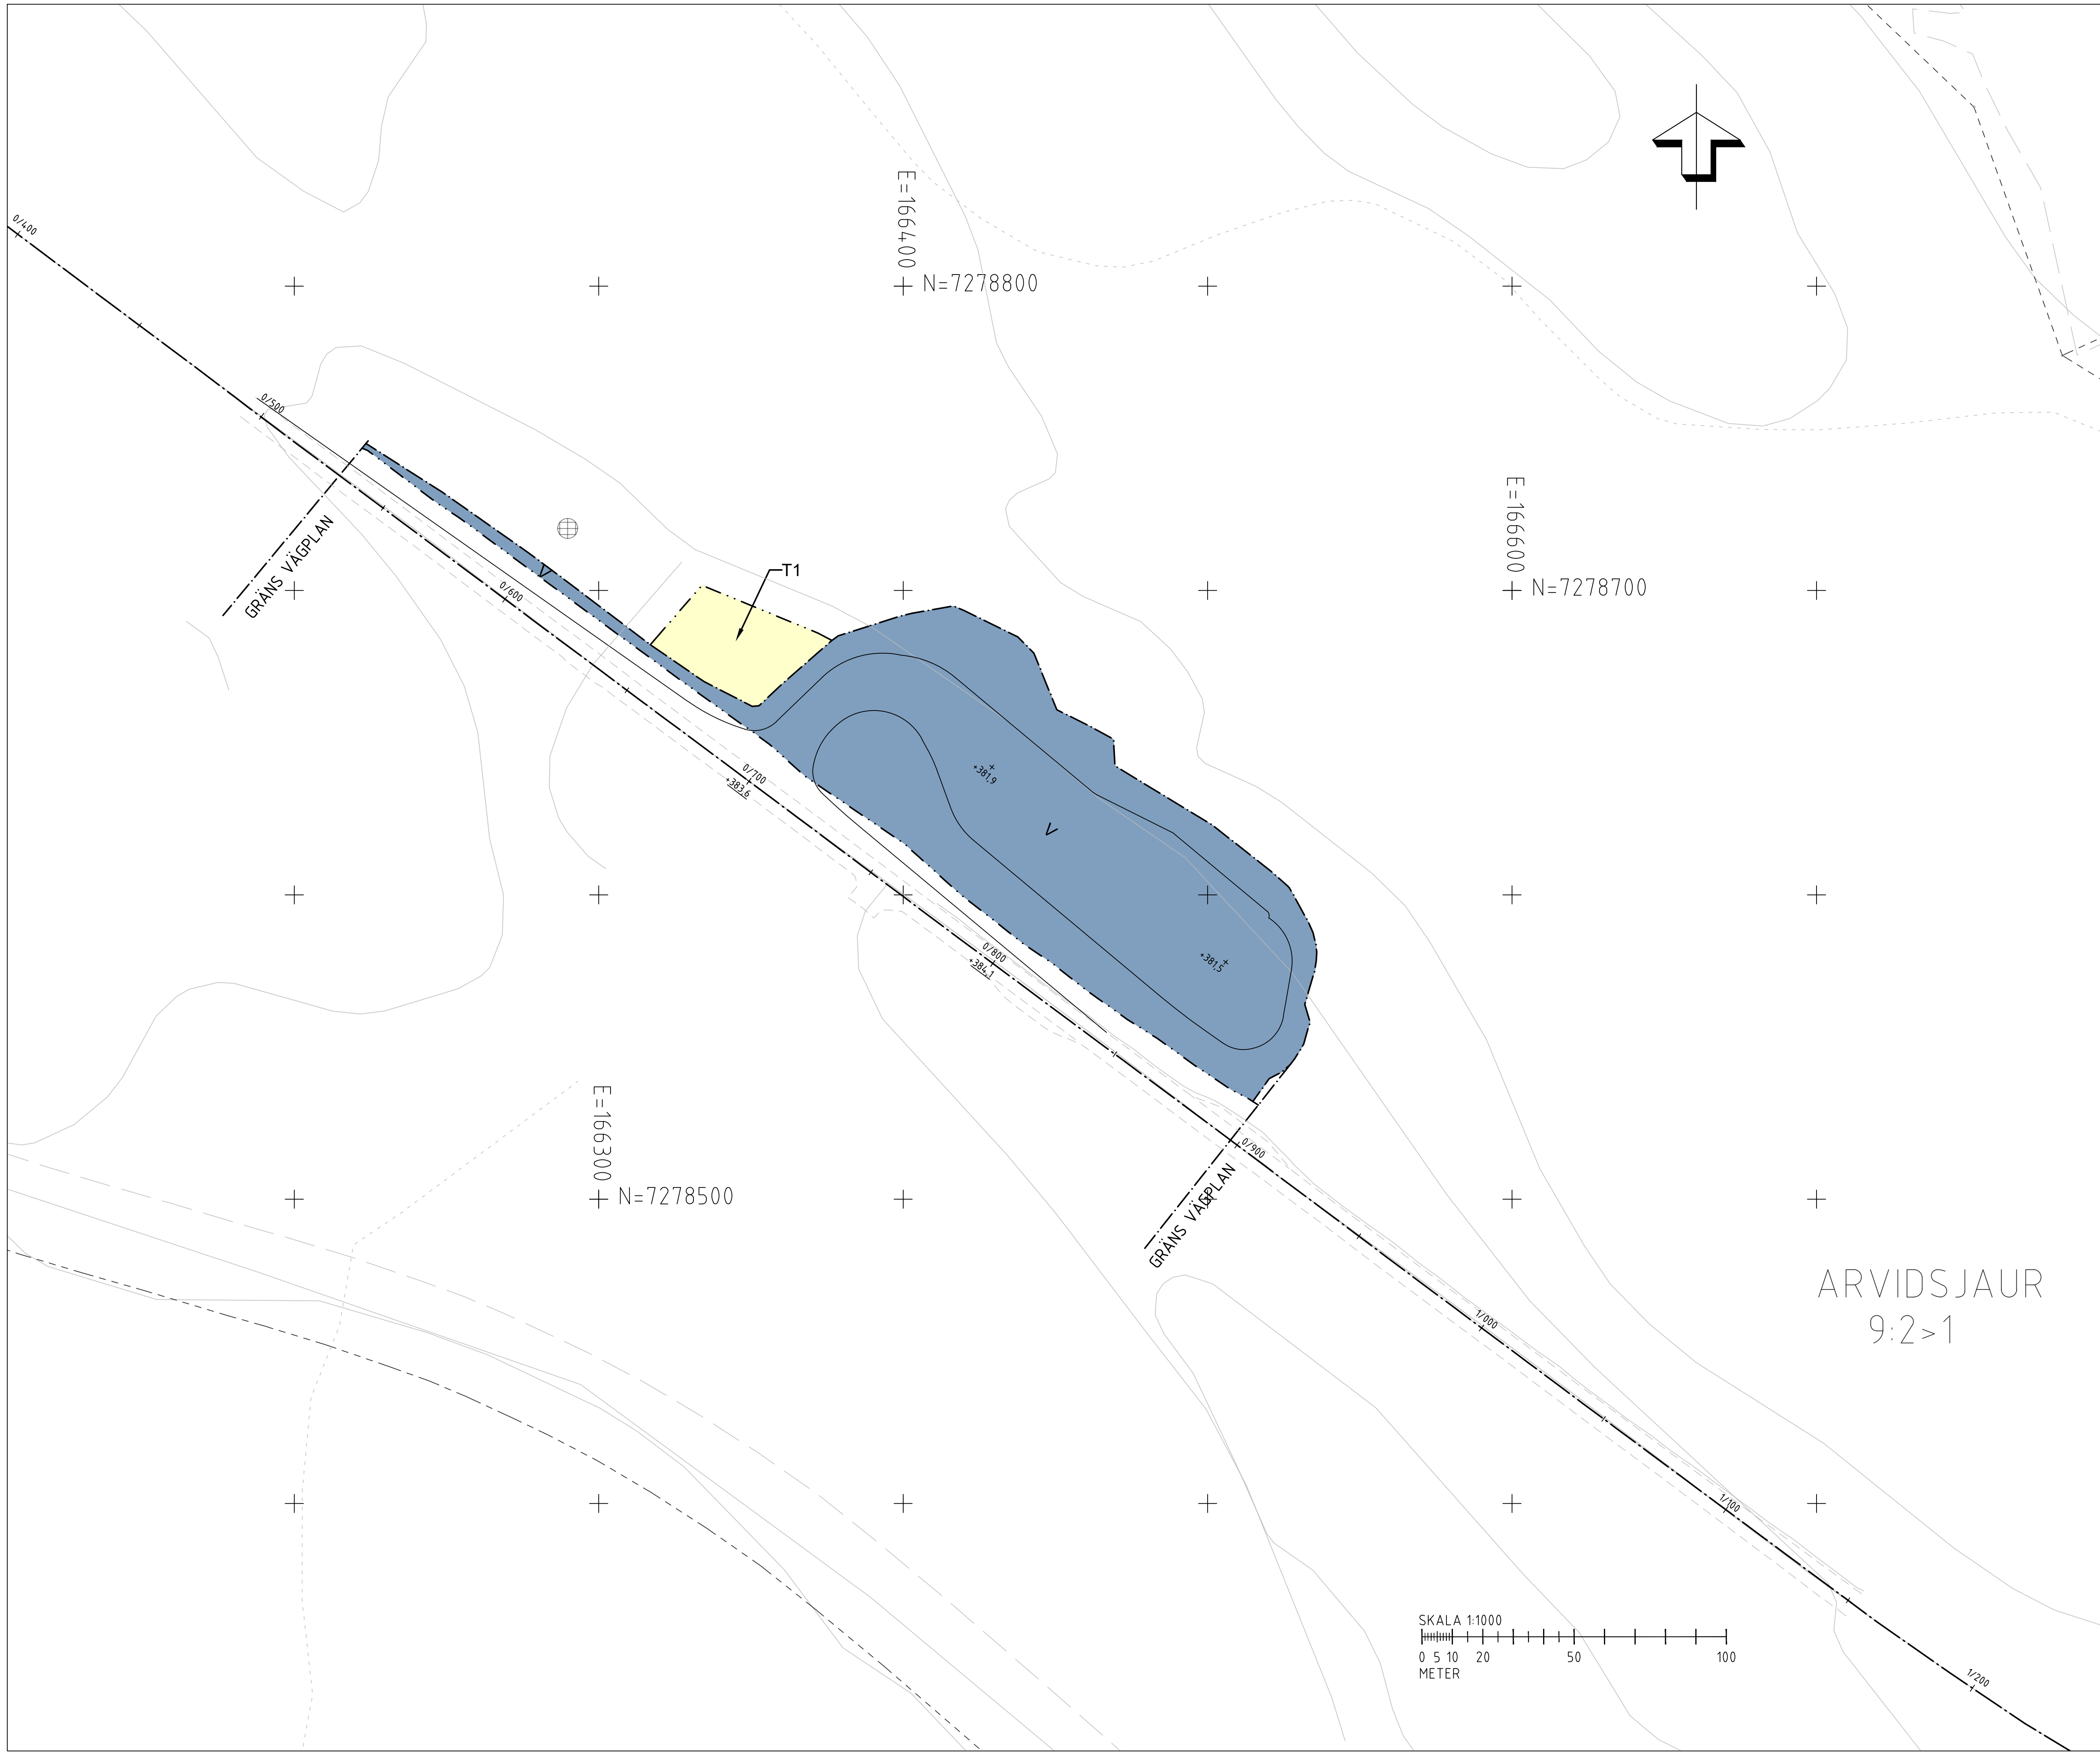 0/400
E=166400
N=7278800
0/500
GRÄNS VÄGPLAN
V
0/600
T1
E=166600
N=7278700
0/700
+383,6
+381,9
V
0/800
+384,1
+381,5
E=166300
N=7278500
0/900
GRÄNS VÄGPLAN
ARVIDSJAUR
9:2>1
1/000
1/100
SKALA 1:1000
0 5 10 20 50 100
METER
1/200